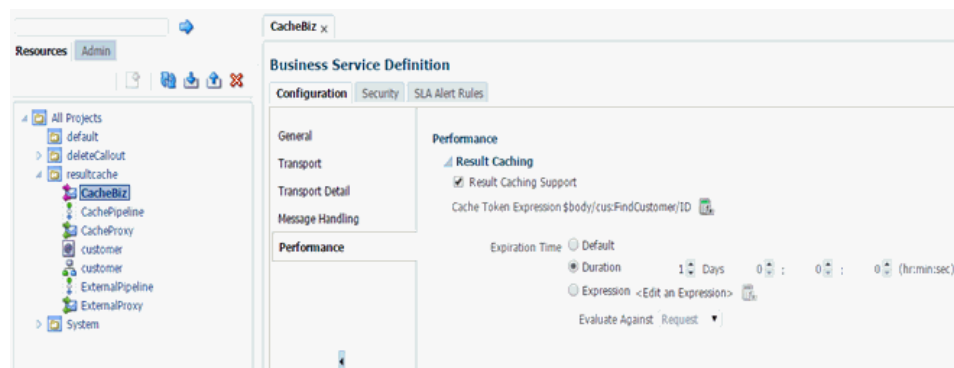 CacheBiz x
Resources Admin
All Projects
default
deleteCallout
resultcache
CacheBiz
CachePipeline
CacheProxy
customer
customer
ExternalPipeline
ExternalProxy
System
Business Service Definition
Configuration Security SLA Alert Rules
General
Transport
Transport Detail
Message Handling
Performance
Performance
Result Caching
Result Caching Support
Cache Token Expression $body/cus:FindCustomer/ID
Expiration Time Default
Duration 1 Days 0 : 0 : 0 (hr:min:sec)
Expression <Edit an Expression>
Evaluate Against Request